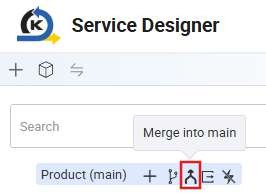 K
Service Designer
Search
Merge into main
Product (main)